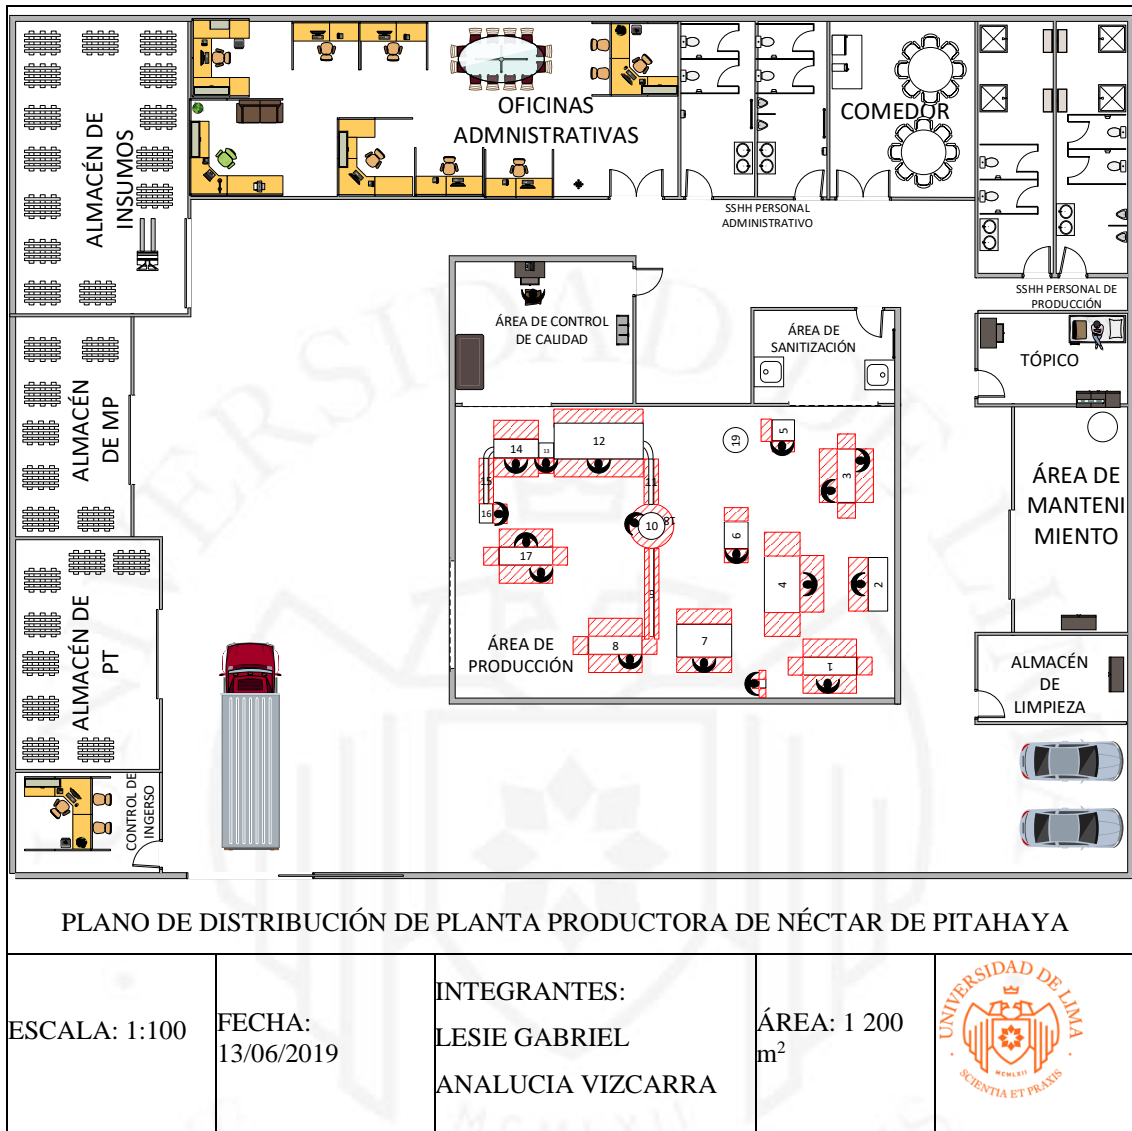 ALMACÉN DE
INSUMOS
OFICINAS
ADMNISTRATIVAS
COMEDOR
SSHH PERSONAL
ADMINISTRATIVO
SSHH PERSONAL DE
PRODUCCIÓN
ÁREA DE CONTROL
DE CALIDAD
ÁREA DE
SANITIZACIÓN
TÓPICO
ALMACÉN
DE MP
ÁREA DE
MANTENI
MIENTO
14
13
12
19
5
3
15
11
16
10
18
6
17
4
2
9
8
7
1
ÁREA DE
PRODUCCIÓN
ALMACÉN DE
PT
ALMACÉN
DE
LIMPIEZA
CONTROL DE
INGERSO
PLANO DE DISTRIBUCIÓN DE PLANTA PRODUCTORA DE NÉCTAR DE PITAHAYA
ESCALA: 1:100
FECHA:
13/06/2019
INTEGRANTES:
LESIE GABRIEL
ANALUCIA VIZCARRA
ÁREA: 1 200
m²
UNIVERSIDAD DE LIMA
MCMLXII
SCIENTIA ET PRAXIS